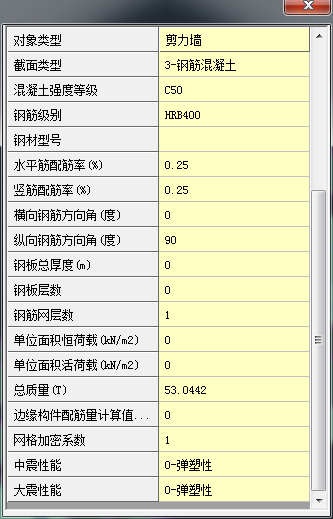 对象类型 剪力墙
截面类型 3-钢筋混凝土
混凝土强度等级 C50
钢筋级别 HRB400
钢材型号
水平筋配筋率(%) 0.25
竖筋配筋率(%) 0.25
横向钢筋方向角(度) 0
纵向钢筋方向角(度) 90
钢板总厚度(m) 0
钢板层数 0
钢筋网层数 1
单位面积恒荷载(kN/m2) 0
单位面积活荷载(kN/m2) 0
总质量(T) 53.0442
边缘构件配筋量计算值... 0
网格加密系数 1
中震性能 0-弹塑性
大震性能 0-弹塑性